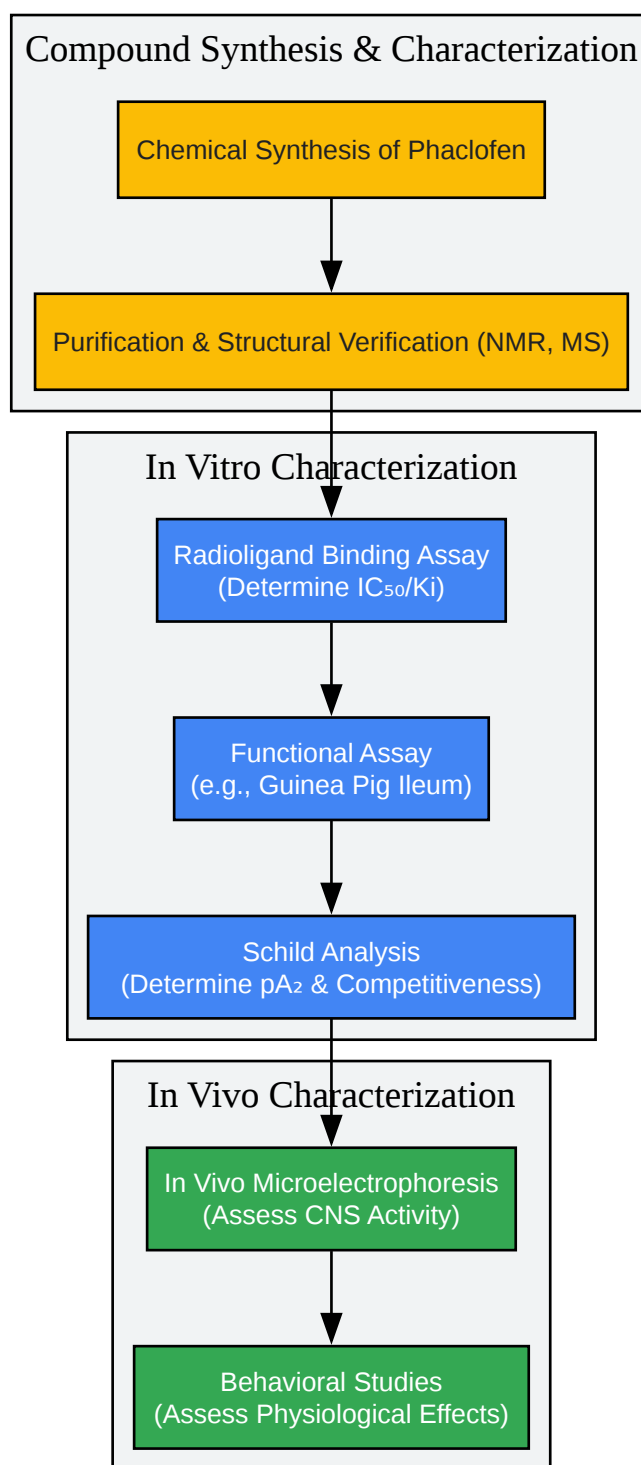 Compound Synthesis & Characterization
Chemical Synthesis of Phaclofen
Purification & Structural Verification (NMR, MS)
In Vitro Characterization
Radioligand Binding Assay
(Determine IC₅₀/Ki)
Functional Assay
(e.g., Guinea Pig Ileum)
Schild Analysis
(Determine pA₂ & Competitiveness)
In Vivo Characterization
In Vivo Microelectrophoresis
(Assess CNS Activity)
Behavioral Studies
(Assess Physiological Effects)